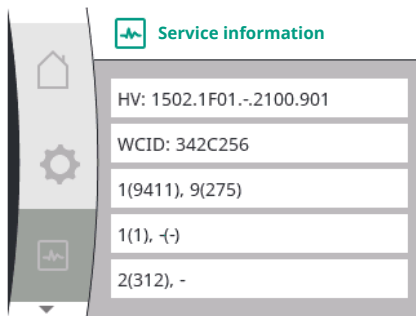 Service information
HV: 1502.1F01.-.2100.901
WCID: 342C256
1(9411), 9(275)
1(1), -(-)
2(312), -